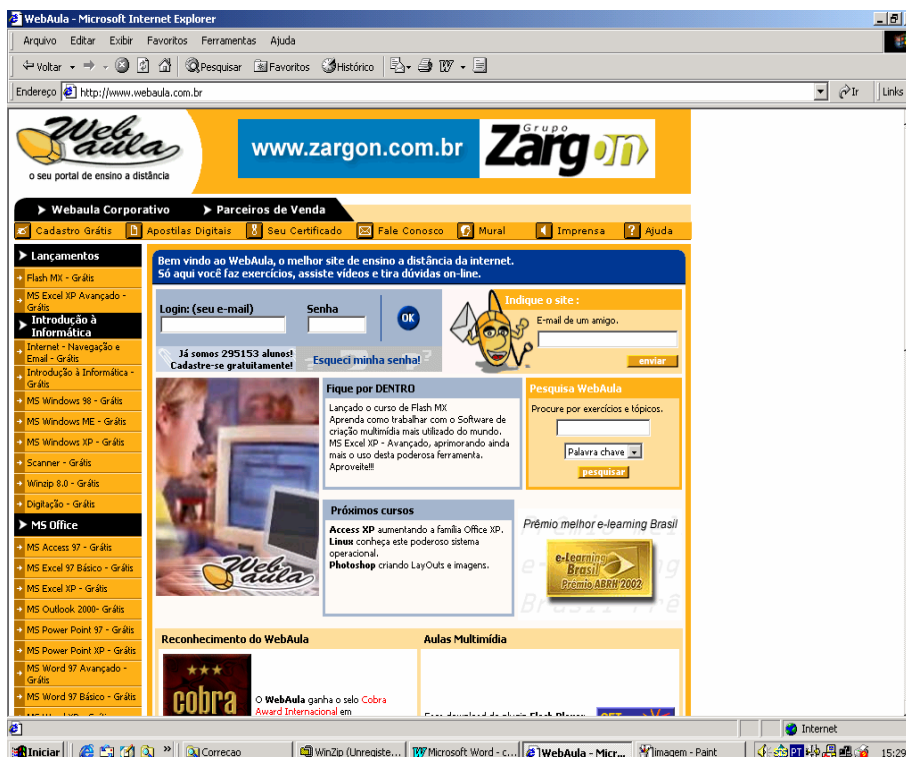 WebAula - Microsoft Internet Explorer
Arquivo Editar Exibir Favoritos Ferramentas Ajuda
Voltar Pesquisar Favoritos Histórico
Endereço http://www.webaula.com.br Ir Links
Web aula
o seu portal de ensino a distância
www.zargon.com.br
Grupo
Zargon
Webaula Corporativo Parceiros de Venda
Cadastro Grátis Apostilas Digitais Seu Certificado Fale Conosco Mural Imprensa Ajuda
Lançamentos
Flash MX - Grátis
MS Excel XP Avançado -
Grátis
Introdução à
Informática
Internet - Navegação e
Email - Grátis
Introdução à Informática -
Grátis
MS Windows 98 - Grátis
MS Windows ME - Grátis
MS Windows XP - Grátis
Scanner - Grátis
Winzip 8.0 - Grátis
Digitação - Grátis
MS Office
MS Access 97 - Grátis
MS Excel 97 Básico - Grátis
MS Excel XP - Grátis
MS Outlook 2000- Grátis
MS Power Point 97 - Grátis
MS Power Point XP - Grátis
MS Word 97 Avançado -
Grátis
MS Word 97 Básico - Grátis
Bem vindo ao WebAula, o melhor site de ensino a distância da internet.
Só aqui você faz exercícios, assiste vídeos e tira dúvidas on-line.
Login: (seu e-mail) Senha
OK
Já somos 295153 alunos!
Cadastre-se gratuitamente!
Esqueci minha senha!
Indique o site :
E-mail de um amigo.
enviar
Fique por DENTRO
Lançado o curso de Flash MX
Aprenda como trabalhar com o Software de
criação multimídia mais utilizado do mundo.
MS Excel XP - Avançado, aprimorando ainda
mais o uso desta poderosa ferramenta.
Aproveite!!!
Pesquisa WebAula
Procure por exercícios e tópicos.
Palavra chave
pesquisar
Web aula
Próximos cursos
Access XP aumentando a família Office XP.
Linux conheça este poderoso sistema
operacional.
Photoshop criando LayOuts e imagens.
Prêmio melhor e-learning Brasil
e-Learning
Brasil
Prêmio ABRH 2002
Reconhecimento do WebAula
cobra
O WebAula ganha o selo Cobra
Award Internacional em
Aulas Multimídia
Internet
Iniciar Correcao WinZip (Unregiste... Microsoft Word - c... WebAula - Micr... imagem - Paint PT 15:29